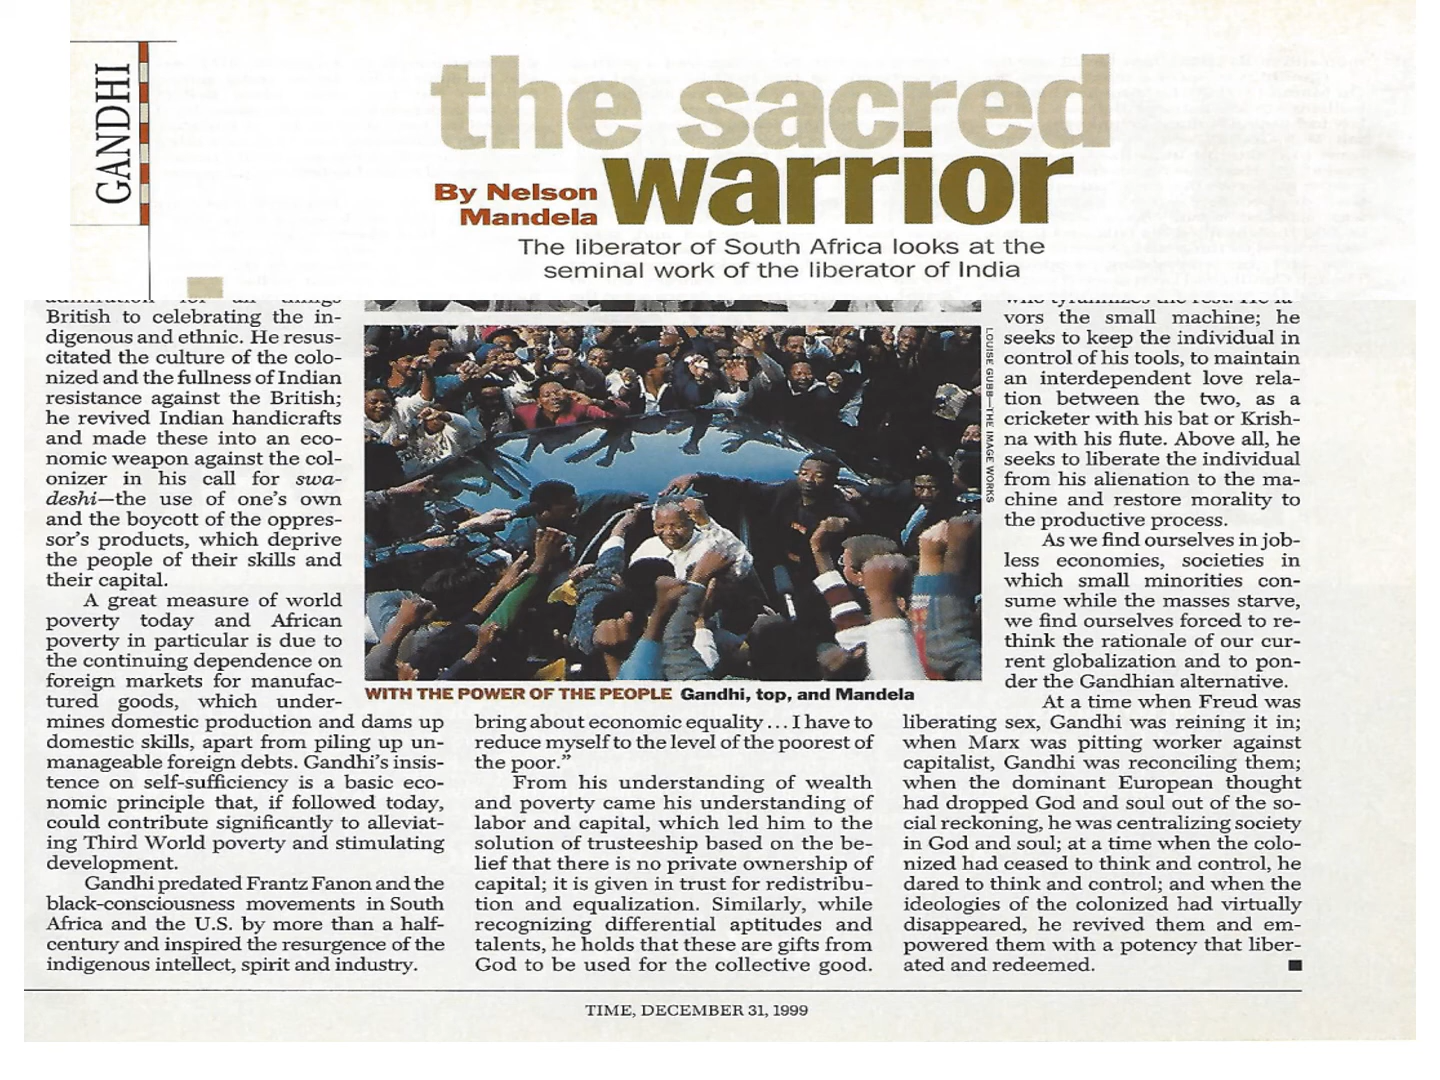 GANDHI
the sacred
warrior
By Nelson
Mandela
The liberator of South Africa looks at the
seminal work of the liberator of India
admiration for all things
British to celebrating the in-
digenous and ethnic. He resus-
citated the culture of the colo-
nized and the fullness of Indian
resistance against the British;
he revived Indian handicrafts
and made these into an eco-
nomic weapon against the col-
onizer in his call for swa-
deshi—the use of one's own
and the boycott of the oppres-
sor's products, which deprive
the people of their skills and
their capital.
A great measure of world
poverty today and African
poverty in particular is due to
the continuing dependence on
foreign markets for manufac-
tured goods, which under-
mines domestic production and dams up
domestic skills, apart from piling up un-
manageable foreign debts. Gandhi's insis-
tence on self-sufficiency is a basic eco-
nomic principle that, if followed today,
could contribute significantly to alleviat-
ing Third World poverty and stimulating
development.
Gandhi predated Frantz Fanon and the
black-consciousness movements in South
Africa and the U.S. by more than a half-
century and inspired the resurgence of the
indigenous intellect, spirit and industry.
LOUISE GUBB—THE IMAGE WORKS
WITH THE POWER OF THE PEOPLE Gandhi, top, and Mandela
bring about economic equality ... I have to
reduce myself to the level of the poorest of
the poor."
From his understanding of wealth
and poverty came his understanding of
labor and capital, which led him to the
solution of trusteeship based on the be-
lief that there is no private ownership of
capital; it is given in trust for redistribu-
tion and equalization. Similarly, while
recognizing differential aptitudes and
talents, he holds that these are gifts from
God to be used for the collective good.
who tyrannizes the rest. He fa-
vors the small machine; he
seeks to keep the individual in
control of his tools, to maintain
an interdependent love rela-
tion between the two, as a
cricketer with his bat or Krish-
na with his flute. Above all, he
seeks to liberate the individual
from his alienation to the ma-
chine and restore morality to
the productive process.
As we find ourselves in job-
less economies, societies in
which small minorities con-
sume while the masses starve,
we find ourselves forced to re-
think the rationale of our cur-
rent globalization and to pon-
der the Gandhian alternative.
At a time when Freud was
liberating sex, Gandhi was reining it in;
when Marx was pitting worker against
capitalist, Gandhi was reconciling them;
when the dominant European thought
had dropped God and soul out of the so-
cial reckoning, he was centralizing society
in God and soul; at a time when the colo-
nized had ceased to think and control, he
dared to think and control; and when the
ideologies of the colonized had virtually
disappeared, he revived them and em-
powered them with a potency that liber-
ated and redeemed.
TIME, DECEMBER 31, 1999